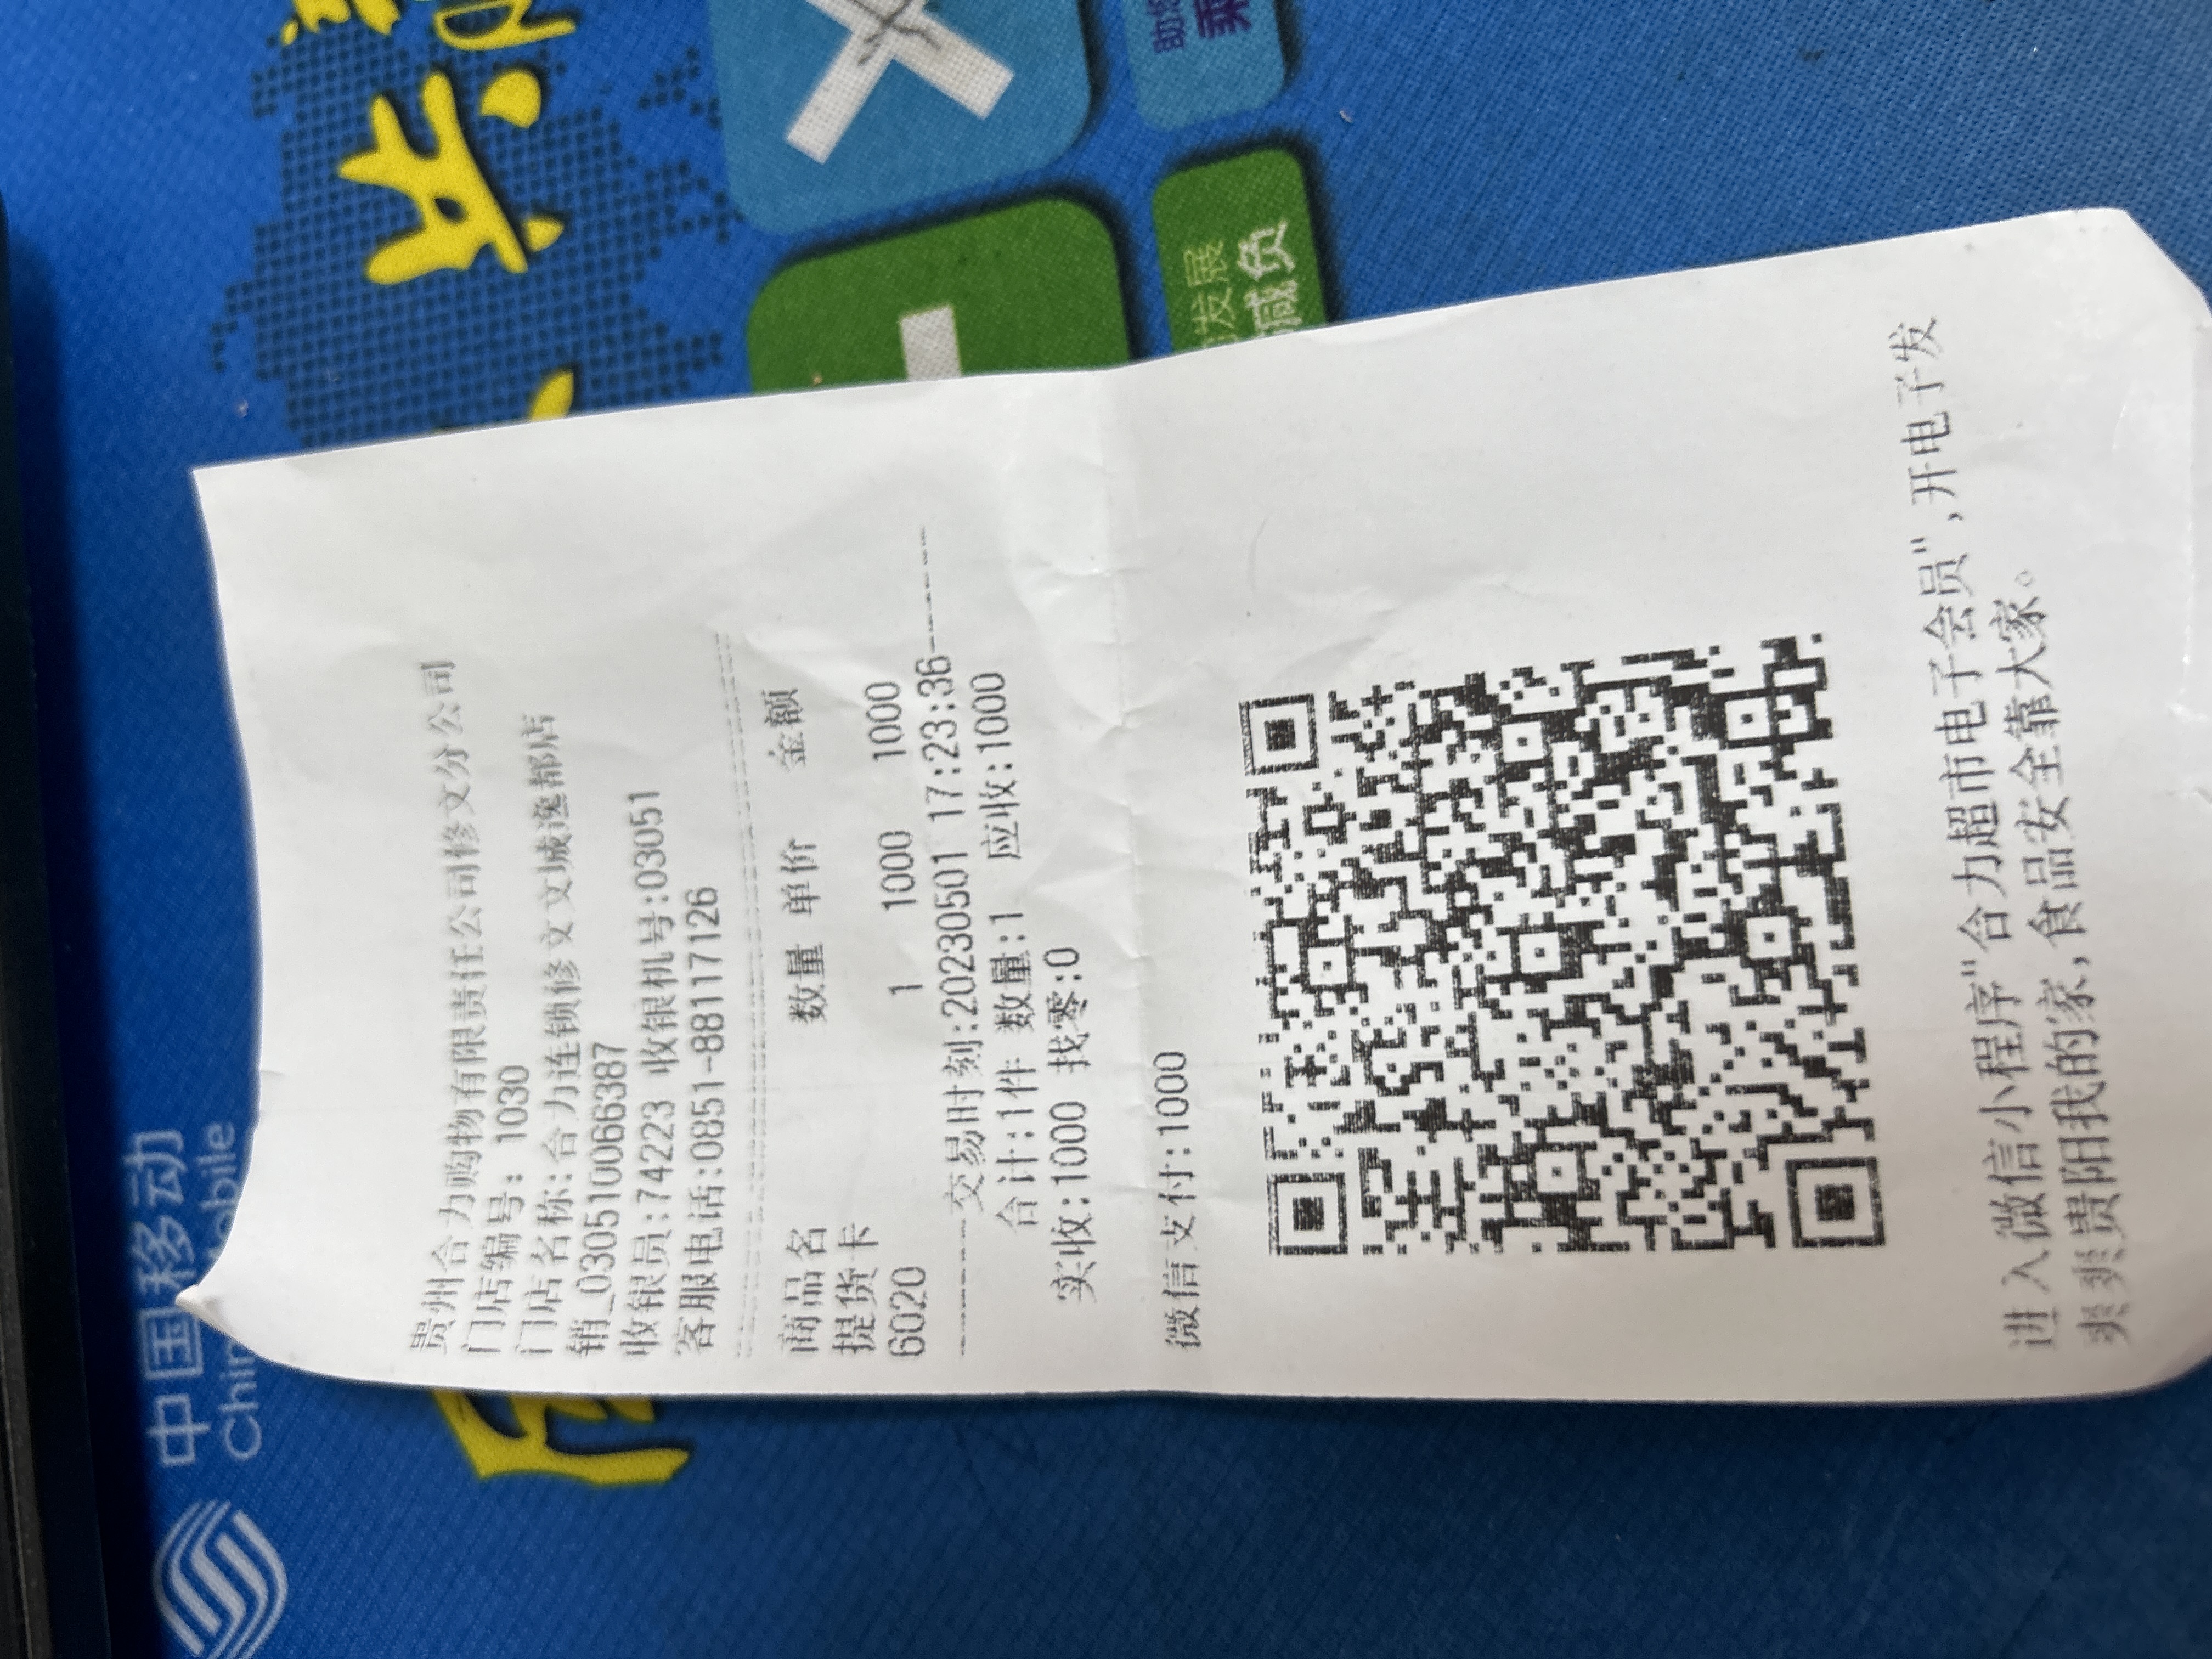 贵州合力购物有限责任公司修文分公司
门店编号: 1030
门店名称:合力连锁修文文城逸都店
销_030510066387
收银员:74223 收银机号:03051
客服电话:0851-88117126
商品名 数量 单价 金额
提货卡
6020 1 1000 1000
------交易时刻:20230501 17:23:36------
合计:1件 数量:1 应收:1000
实收:1000 找零:0
微信支付:1000
进入微信小程序"合力超市电子会员",开电子发
爽爽贵阳我的家,食品安全靠大家。
中国移动
发展
减负